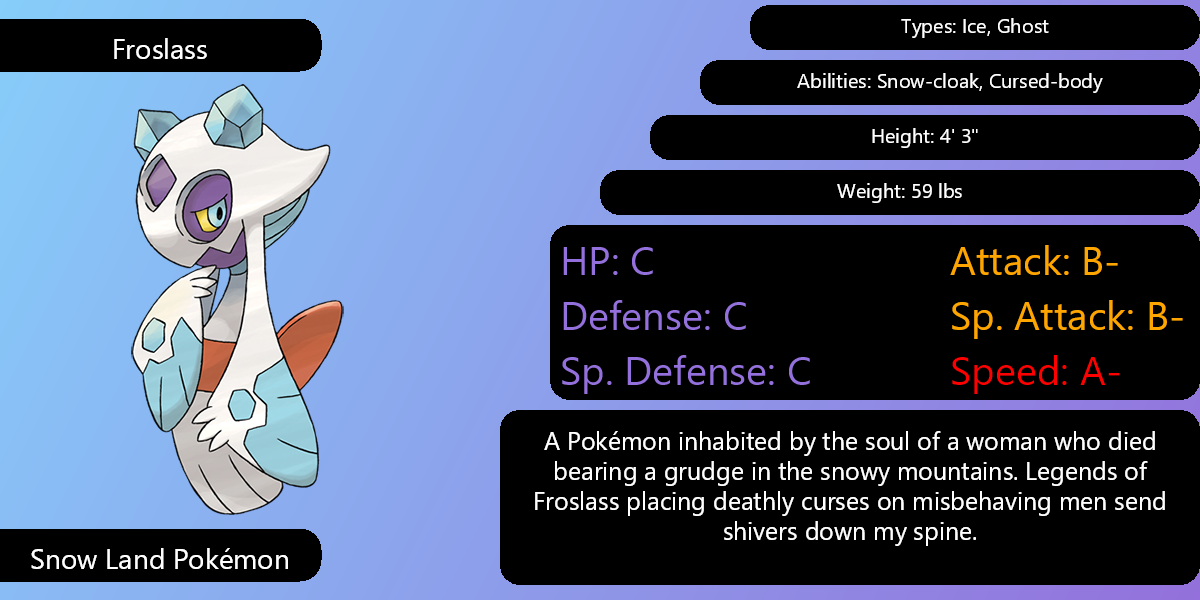 Froslass
Types: Ice, Ghost
Abilities: Snow-cloak, Cursed-body
Height: 4' 3"
Weight: 59 lbs
HP: C
Attack: B-
Defense: C
Sp. Attack: B-
Sp. Defense: C
Speed: A-
A Pokémon inhabited by the soul of a woman who died
bearing a grudge in the snowy mountains. Legends of
Froslass placing deathly curses on misbehaving men send
shivers down my spine.
Snow Land Pokémon